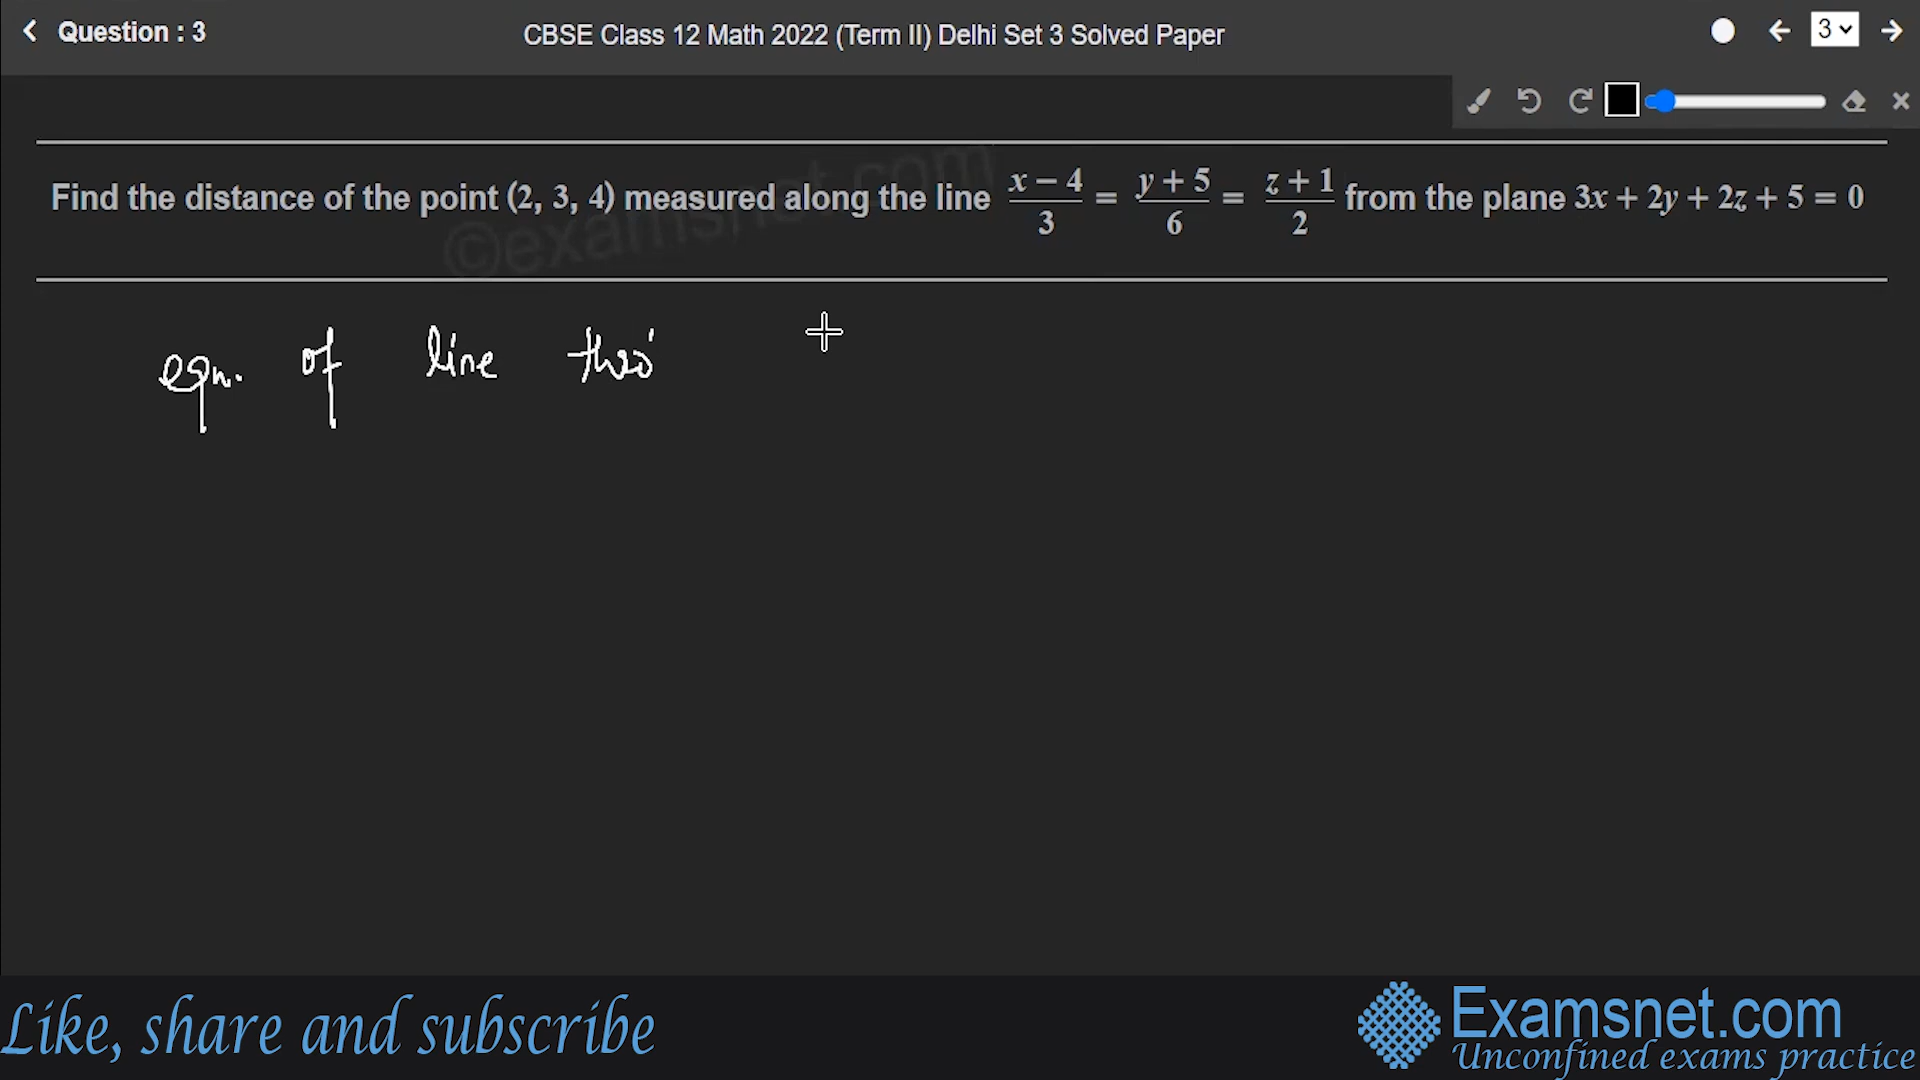 Question : 3
CBSE Class 12 Math 2022 (Term II) Delhi Set 3 Solved Paper
3
©examsnet.com
Find the distance of the point (2, 3, 4) measured along the line (x − 4)/3 = (y + 5)/6 = (z + 1)/2 from the plane 3x + 2y + 2z + 5 = 0
eqn. of line thro'
Like, share and subscribe
Examsnet.com
Unconfined exams practice